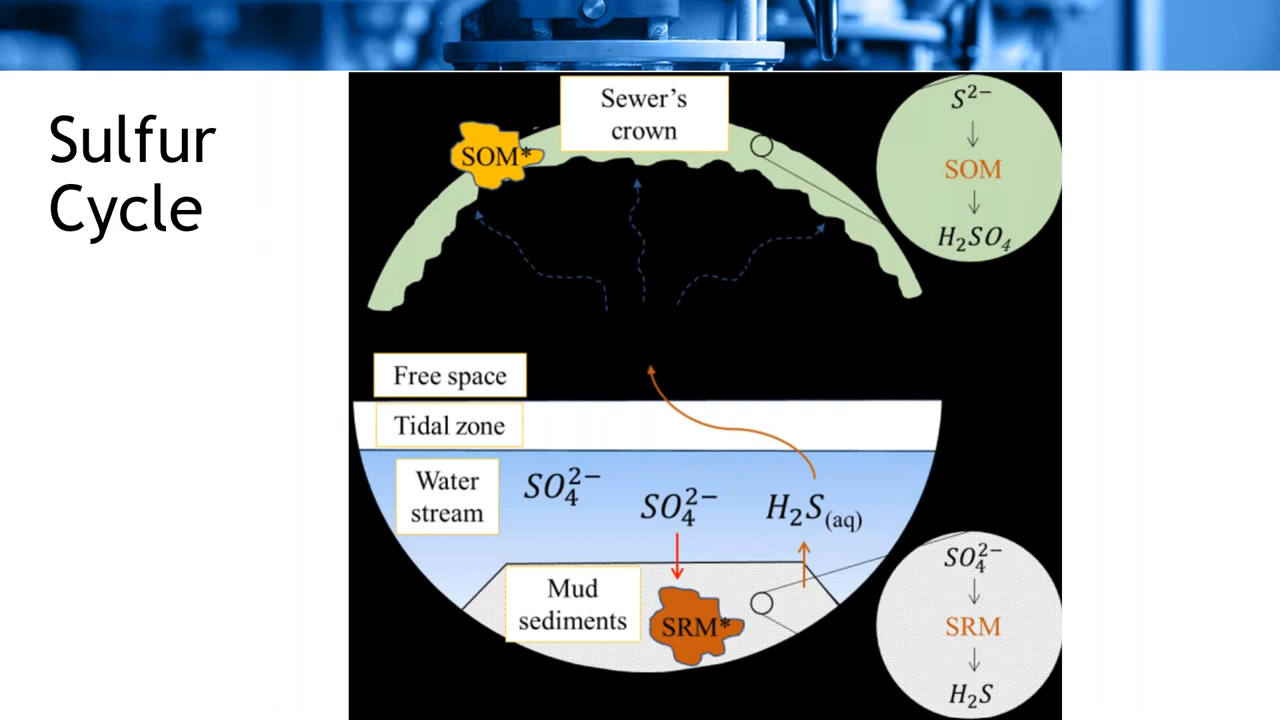 Sulfur
Cycle
Sewer's
crown
SOM*
S²⁻
↓
SOM
↓
H₂SO₄
Free space
Tidal zone
Water
stream
SO₄²⁻
SO₄²⁻
H₂S(aq)
Mud
sediments
SRM*
SO₄²⁻
↓
SRM
↓
H₂S